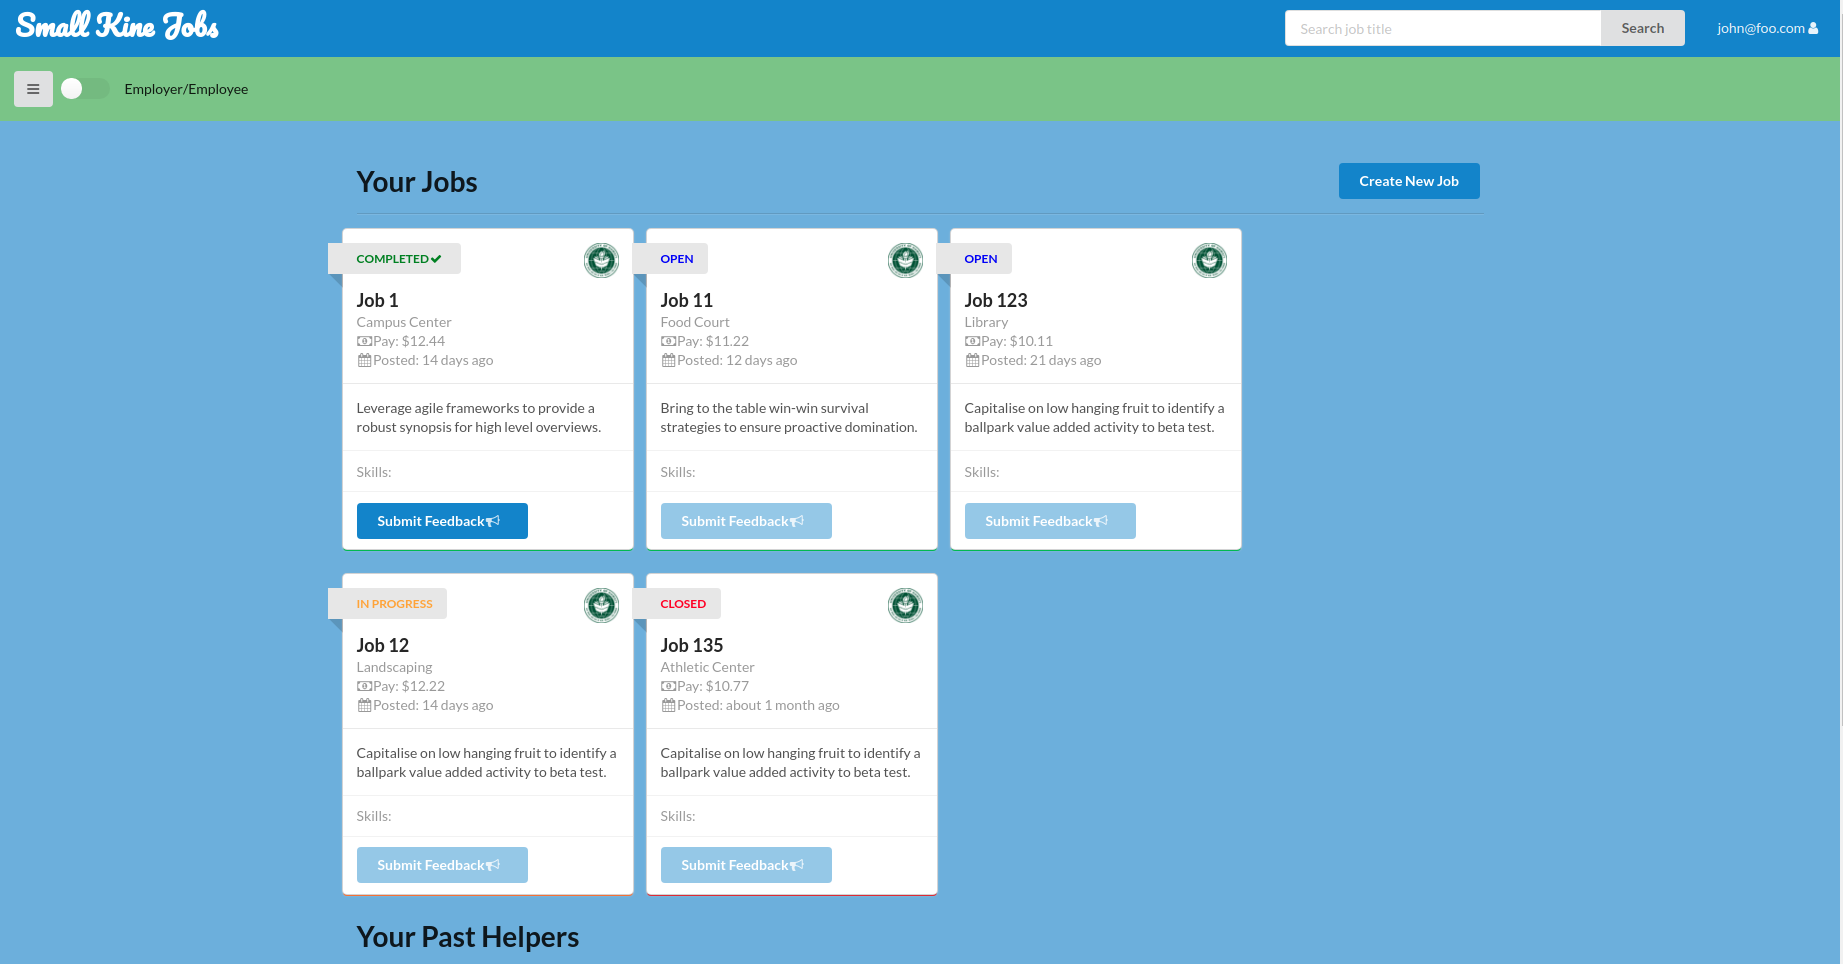 Small Kine Jobs
Search job title
Search
john@foo.com
Employer/Employee
Your Jobs
Create New Job
COMPLETED
Job 1
Campus Center
Pay: $12.44
Posted: 14 days ago
Leverage agile frameworks to provide a
robust synopsis for high level overviews.
Skills:
Submit Feedback
OPEN
Job 11
Food Court
Pay: $11.22
Posted: 12 days ago
Bring to the table win-win survival
strategies to ensure proactive domination.
Skills:
Submit Feedback
OPEN
Job 123
Library
Pay: $10.11
Posted: 21 days ago
Capitalise on low hanging fruit to identify a
ballpark value added activity to beta test.
Skills:
Submit Feedback
IN PROGRESS
Job 12
Landscaping
Pay: $12.22
Posted: 14 days ago
Capitalise on low hanging fruit to identify a
ballpark value added activity to beta test.
Skills:
Submit Feedback
CLOSED
Job 135
Athletic Center
Pay: $10.77
Posted: about 1 month ago
Capitalise on low hanging fruit to identify a
ballpark value added activity to beta test.
Skills:
Submit Feedback
Your Past Helpers